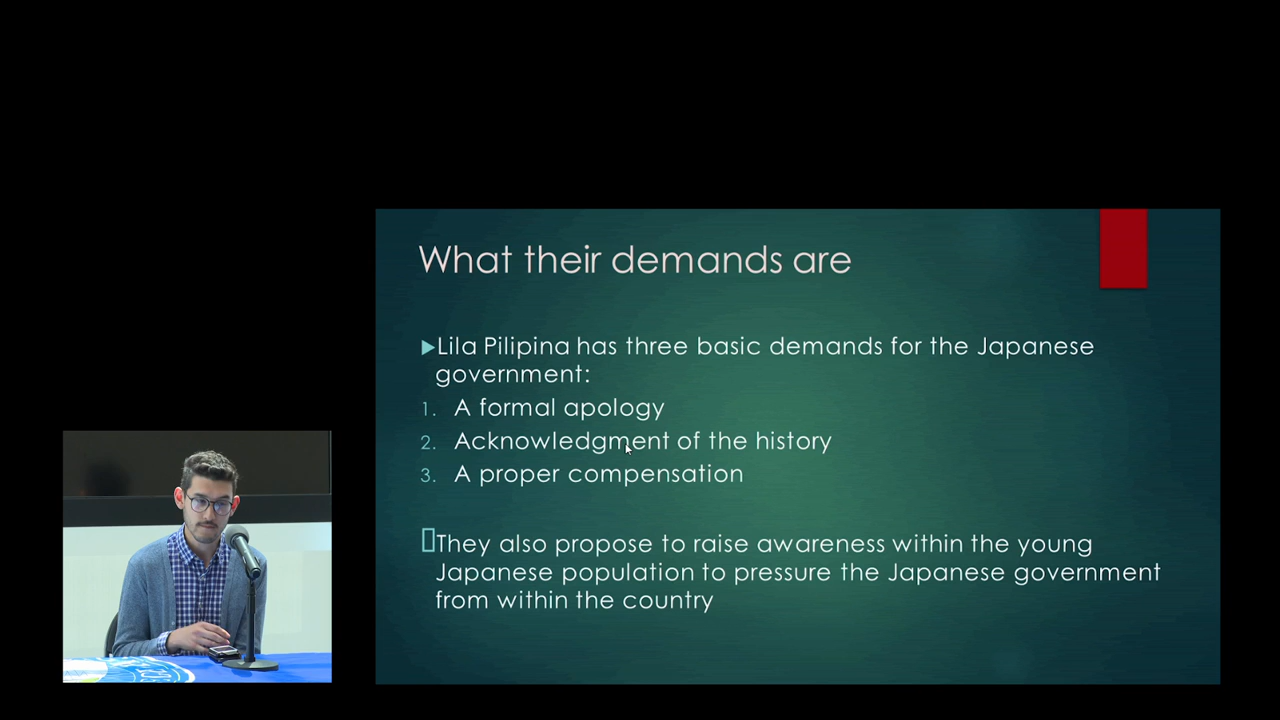 What their demands are
Lila Pilipina has three basic demands for the Japanese
government:
1. A formal apology
2. Acknowledgment of the history
3. A proper compensation
They also propose to raise awareness within the young
Japanese population to pressure the Japanese government
from within the country